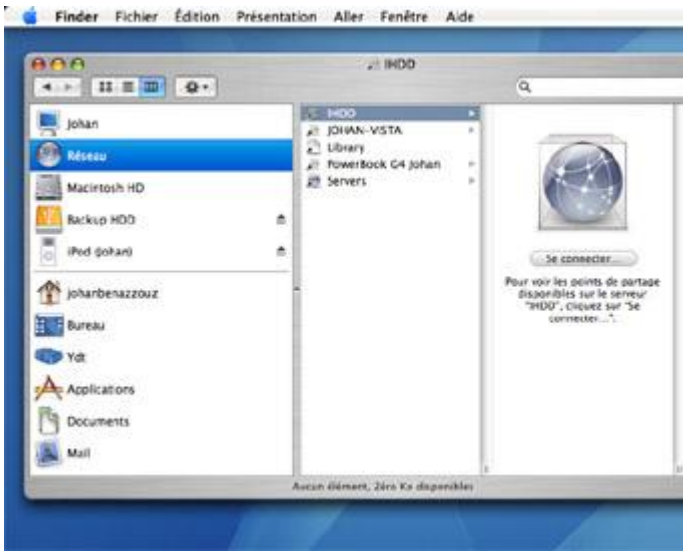 Finder Fichier Édition Présentation Aller Fenêtre Aide
IHDD
Johan
Réseau
Macintosh HD
Backup HDD
iPod (Johan)
johanbenazzouz
Bureau
Ydt
Applications
Documents
Mail
IHDD
JOHAN-VISTA
Library
PowerBook G4 Johan
Servers
Se connecter...
Pour voir les points de partage
disponibles sur le serveur
"IHDD", cliquez sur "Se
connecter...".
Aucun élément, Zéro Ko disponibles